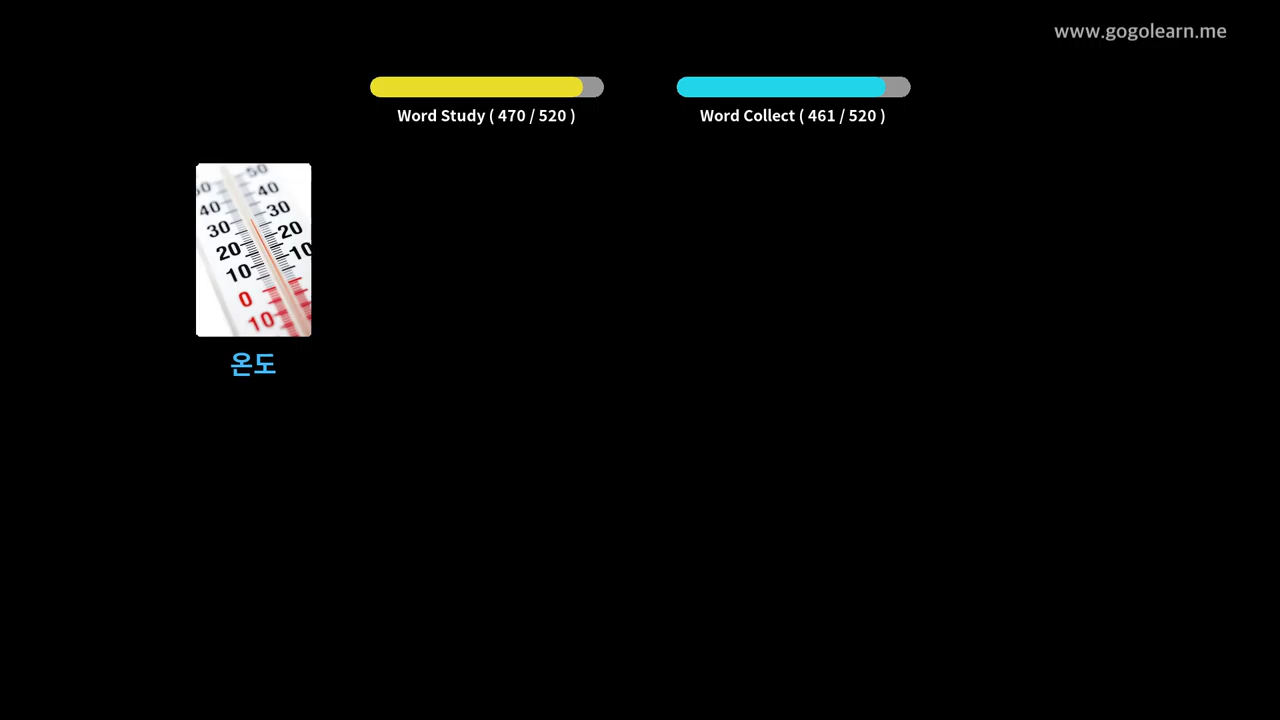 www.gogolearn.me
Word Study ( 470 / 520 )
Word Collect ( 461 / 520 )
50
40 40
30 30
20 20
10 10
0
10
온도